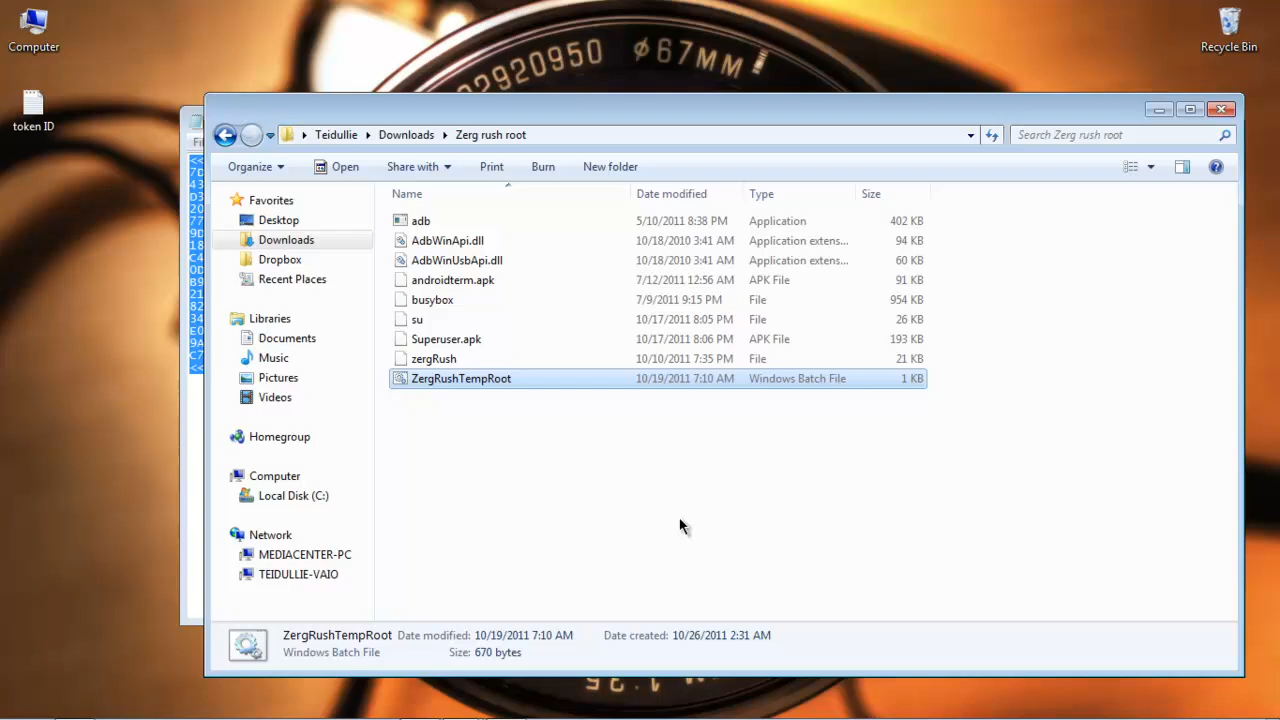 Computer
Recycle Bin
token ID
2920950 ϕ67MM
Teidullie Downloads Zerg rush root
Search Zerg rush root
Organize Open Share with Print Burn New folder
Name Date modified Type Size
Favorites
Desktop
Downloads
Dropbox
Recent Places
Libraries
Documents
Music
Pictures
Videos
Homegroup
Computer
Local Disk (C:)
Network
MEDIACENTER-PC
TEIDULLIE-VAIO
adb 5/10/2011 8:38 PM Application 402 KB
AdbWinApi.dll 10/18/2010 3:41 AM Application extens... 94 KB
AdbWinUsbApi.dll 10/18/2010 3:41 AM Application extens... 60 KB
androidterm.apk 7/12/2011 12:56 AM APK File 91 KB
busybox 7/9/2011 9:15 PM File 954 KB
su 10/17/2011 8:05 PM File 26 KB
Superuser.apk 10/17/2011 8:06 PM APK File 193 KB
zergRush 10/10/2011 7:35 PM File 21 KB
ZergRushTempRoot 10/19/2011 7:10 AM Windows Batch File 1 KB
ZergRushTempRoot Date modified: 10/19/2011 7:10 AM Date created: 10/26/2011 2:31 AM
Windows Batch File Size: 670 bytes